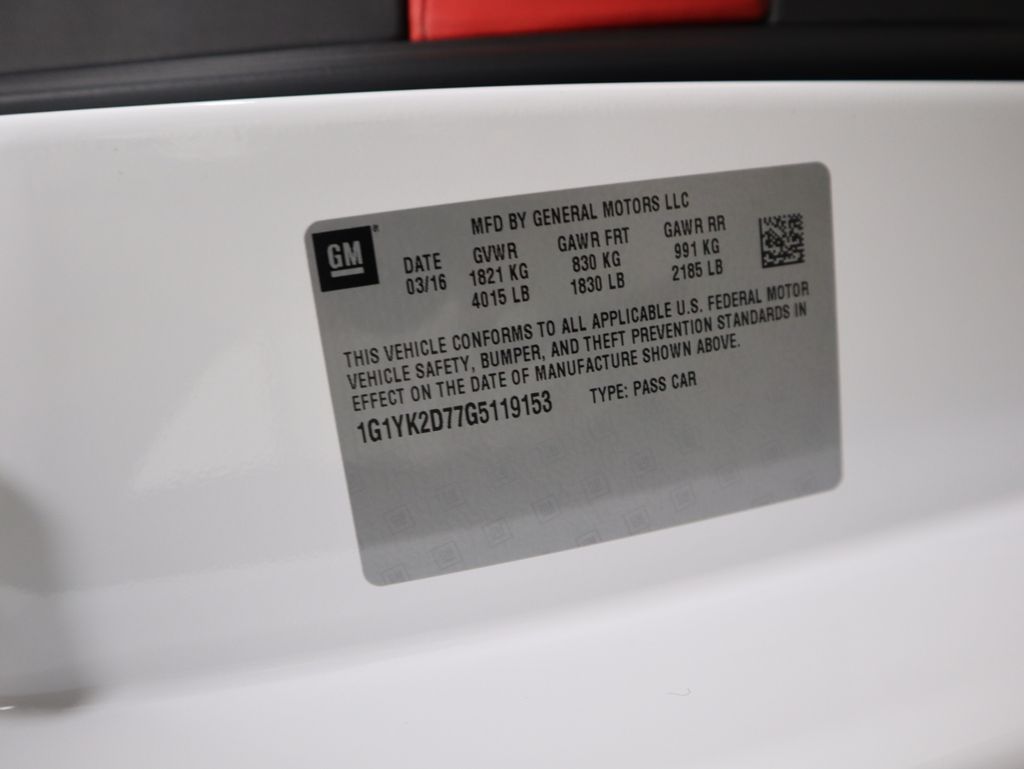 MFD BY GENERAL MOTORS LLC
GM®
DATE GVWR GAWR FRT GAWR RR
03/16 1821 KG 830 KG 991 KG
4015 LB 1830 LB 2185 LB
THIS VEHICLE CONFORMS TO ALL APPLICABLE U.S. FEDERAL MOTOR
VEHICLE SAFETY, BUMPER, AND THEFT PREVENTION STANDARDS IN
EFFECT ON THE DATE OF MANUFACTURE SHOWN ABOVE.
1G1YK2D77G5119153 TYPE: PASS CAR